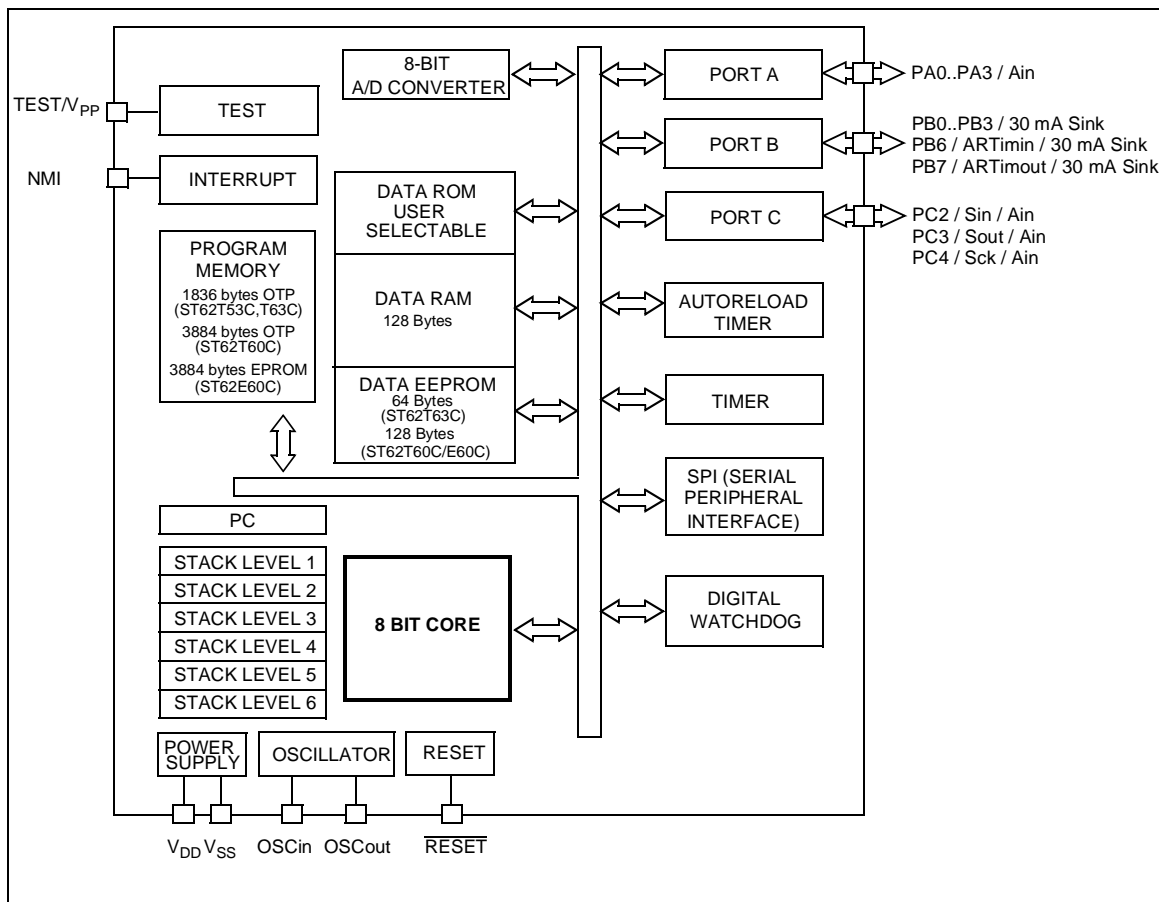 8-BIT
A/D CONVERTER
PORT A
PA0..PA3 / Ain
TEST/VPP
TEST
PORT B
PB0..PB3 / 30 mA Sink
PB6 / ARTimin / 30 mA Sink
PB7 / ARTimout / 30 mA Sink
NMI
INTERRUPT
DATA ROM
USER
SELECTABLE
PORT C
PC2 / Sin / Ain
PC3 / Sout / Ain
PC4 / Sck / Ain
PROGRAM
MEMORY
1836 bytes OTP
(ST62T53C,T63C)
3884 bytes OTP
(ST62T60C)
3884 bytes EPROM
(ST62E60C)
DATA RAM
128 Bytes
AUTORELOAD
TIMER
DATA EEPROM
64 Bytes
(ST62T63C)
128 Bytes
(ST62T60C/E60C)
TIMER
SPI (SERIAL
PERIPHERAL
INTERFACE)
PC
STACK LEVEL 1
STACK LEVEL 2
STACK LEVEL 3
STACK LEVEL 4
STACK LEVEL 5
STACK LEVEL 6
8 BIT CORE
DIGITAL
WATCHDOG
POWER
SUPPLY
OSCILLATOR
RESET
VDD VSS
OSCin
OSCout
RESET